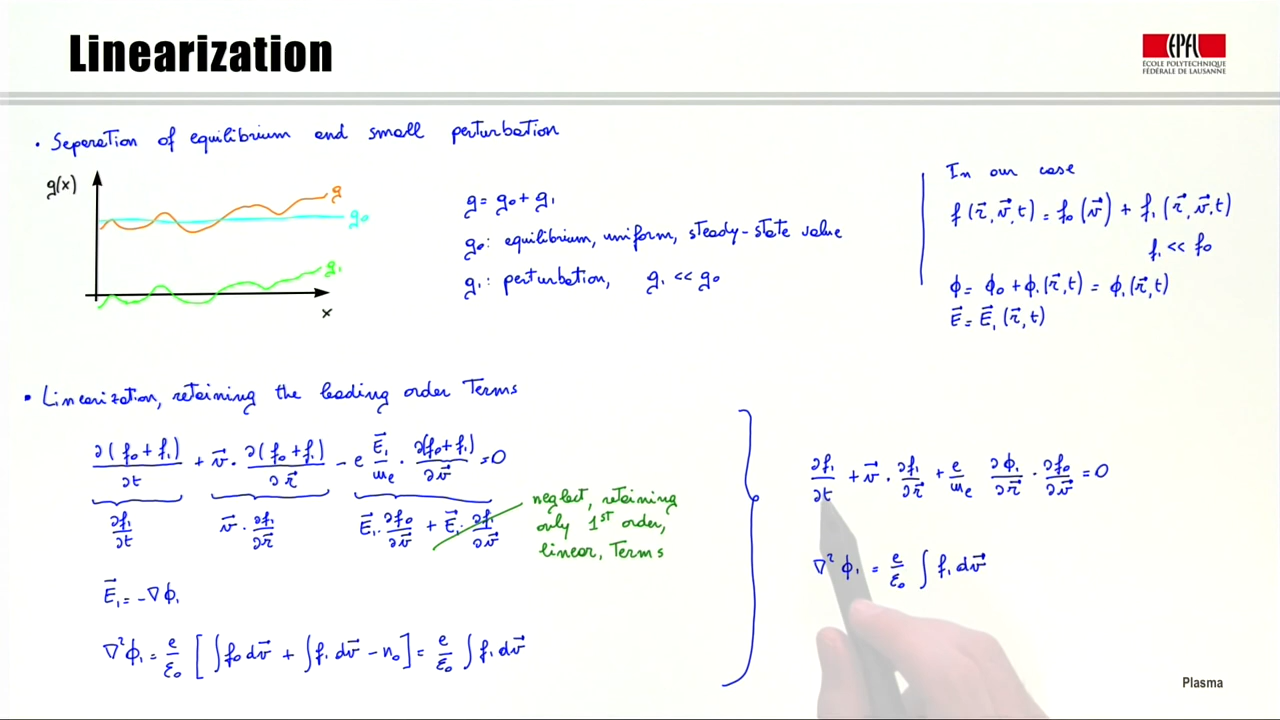 Linearization
EPFL
ÉCOLE POLYTECHNIQUE
FÉDÉRALE DE LAUSANNE
• Seperation of equilibrium and small perturbation
g(x)
g
g₀
g₁
x
g = g₀ + g₁
g₀: equilibrium, uniform, steady-state value
g₁: perturbation, g₁ << g₀
In our case
f(r⃗, v⃗, t) = f₀(v⃗) + f₁(r⃗, v⃗, t)
f₁ << f₀
ϕ = ϕ₀ + ϕ₁(r⃗, t) = ϕ₁(r⃗, t)
E⃗ = E⃗₁(r⃗, t)
• Linearization, retaining the leading order Terms
∂(f₀ + f₁)/∂t + v⃗ · ∂(f₀ + f₁)/∂r⃗ − e E⃗₁/mₑ · ∂(f₀ + f₁)/∂v⃗ = 0
∂f₁/∂t v⃗ · ∂f₁/∂r⃗ E⃗₁ · ∂f₀/∂v⃗ + E⃗₁ · ∂f₁/∂v⃗
neglect, retaining
only 1st order,
linear, Terms
E⃗₁ = −∇ϕ₁
∇²ϕ₁ = e/ε₀ [∫f₀ dv⃗ + ∫f₁ dv⃗ − n₀] = e/ε₀ ∫f₁ dv⃗
∂f₁/∂t + v⃗ · ∂f₁/∂r⃗ + e/mₑ ∂ϕ₁/∂r⃗ · ∂f₀/∂v⃗ = 0
∇²ϕ₁ = e/ε₀ ∫f₁ dv⃗
Plasma